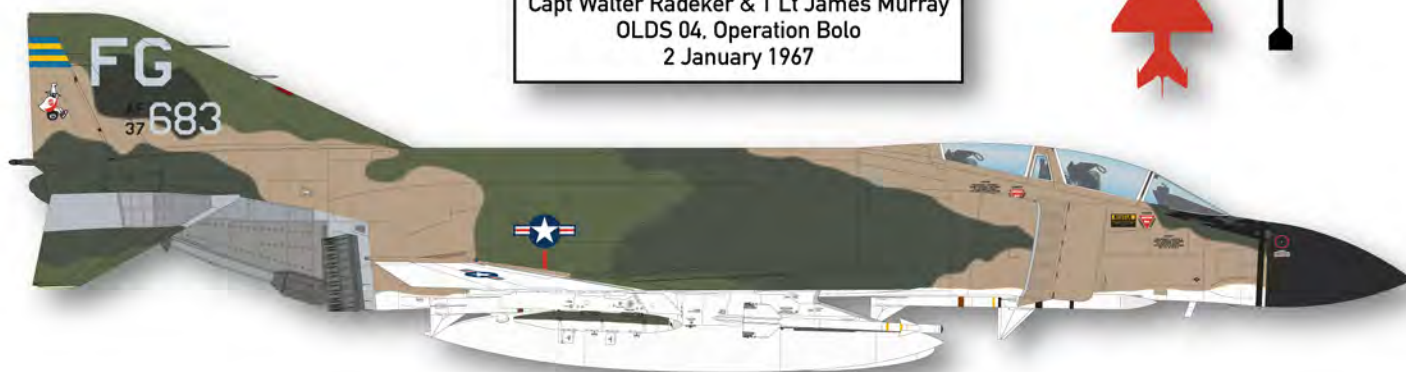 Capt Walter Radeker & 1 Lt James Murray
OLDS 04, Operation Bolo
2 January 1967
FG
AF
37 683